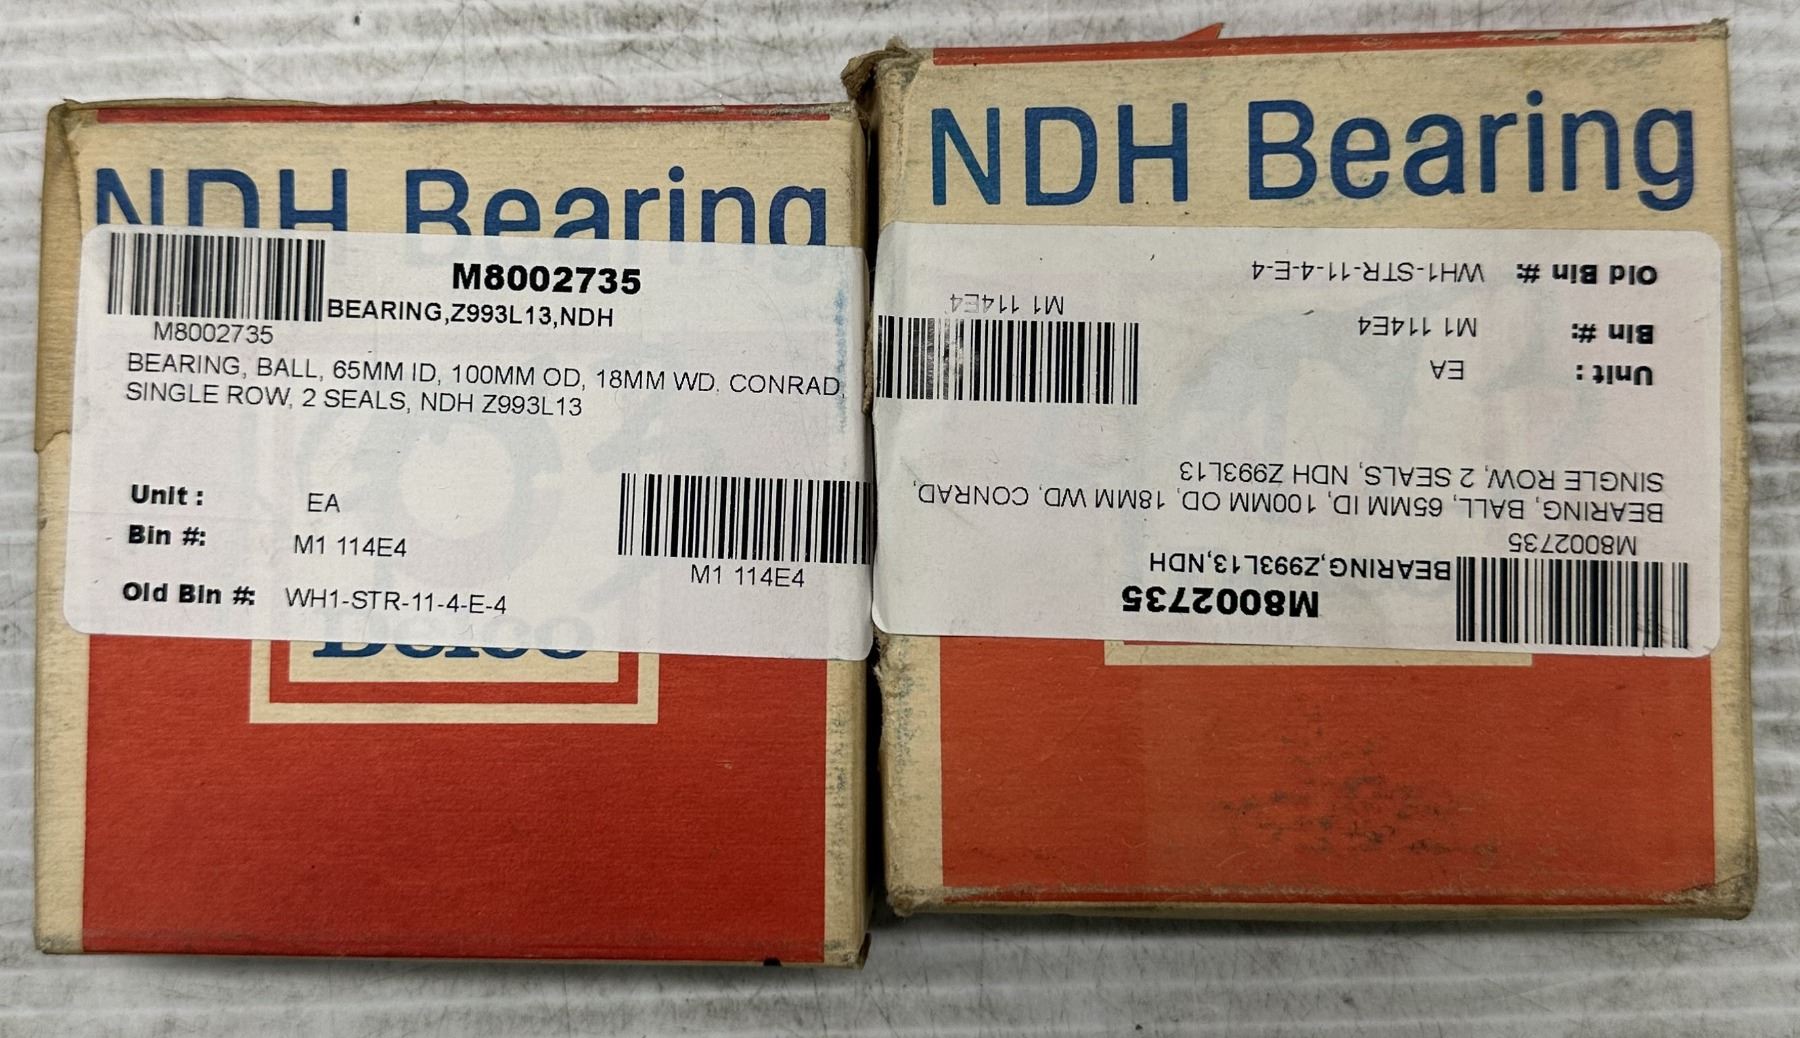 NDH Bearing
M8002735
BEARING,Z993L13,NDH
M8002735
BEARING, BALL, 65MM ID, 100MM OD, 18MM WD, CONRAD,
SINGLE ROW, 2 SEALS, NDH Z993L13
Unit : EA
Bin #: M1 114E4
M1 114E4
Old Bin #: WH1-STR-11-4-E-4
Delco
NDH Bearing
M8002735
BEARING,Z993L13,NDH
M8002735
BEARING, BALL, 65MM ID, 100MM OD, 18MM WD, CONRAD,
SINGLE ROW, 2 SEALS, NDH Z993L13
Unit : EA
Bin #: M1 114E4
M1 114E4
Old Bin #: WH1-STR-11-4-E-4